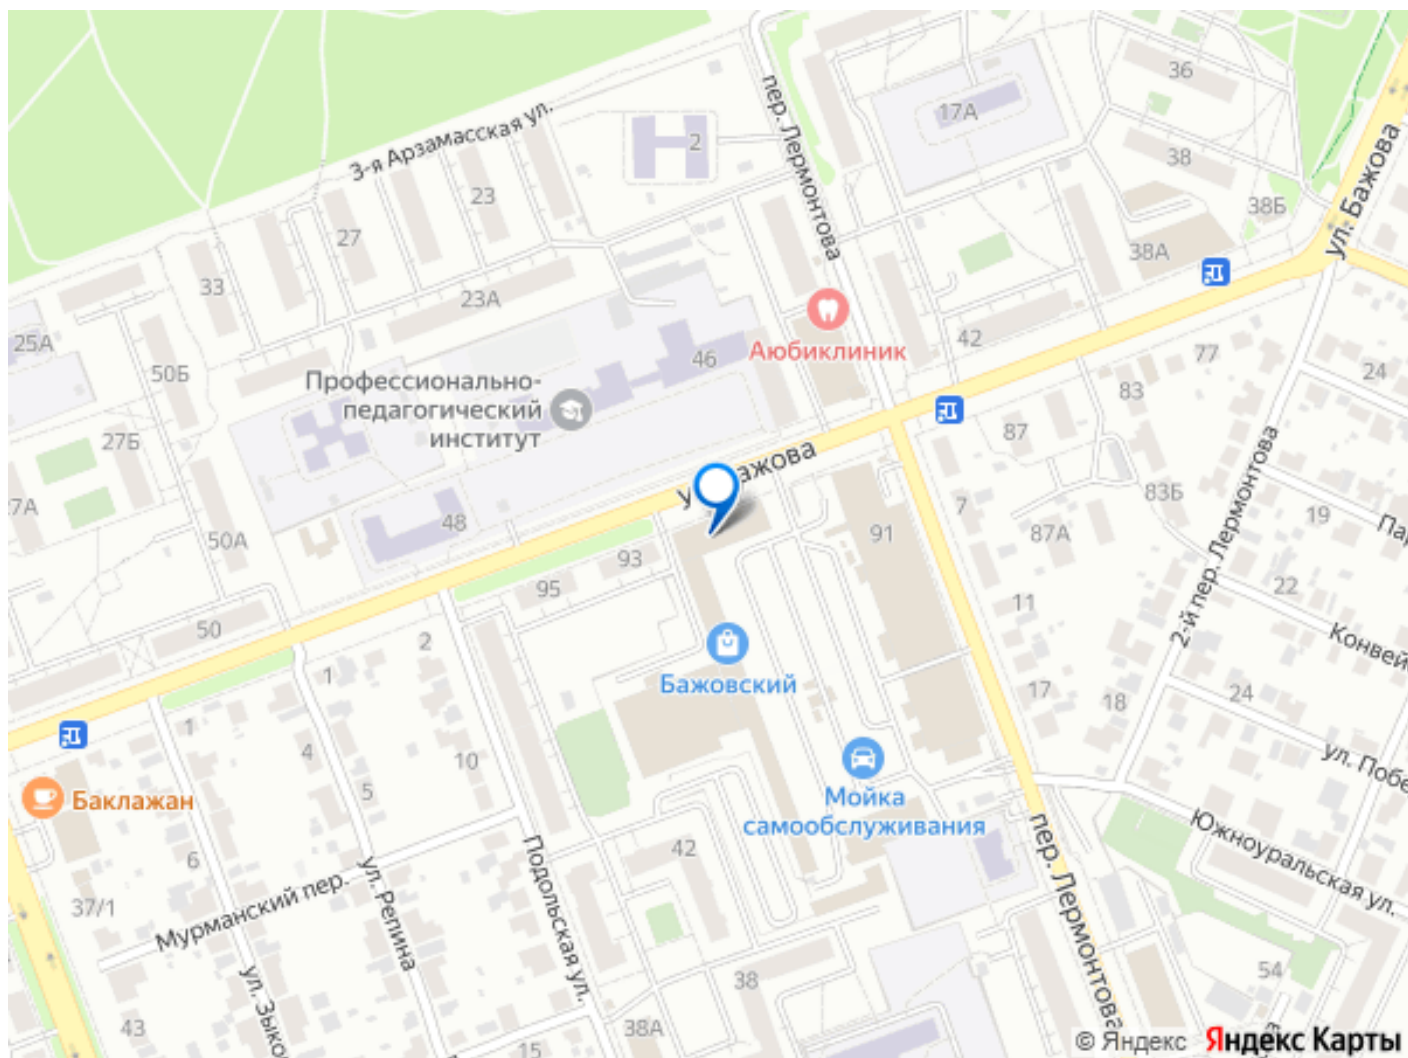 36
17А
пер. Лермонтова
3-я Арзамасская ул.
2
38
ул. Бажова
23
38Б
27
38А
33
23А
25А
42
Аюбиклиник
46
77
50Б
24
Профессионально-
педагогический
институт
83
87
27Б
2-й пер. Лермонтова
83Б
7
19
48
91
87А
50А
93
95
22
11
50
2
Конвей
1
Бажовский
17
18
24
1
4
10
ул. Побе
5
Баклажан
Мойка
самообслуживания
Южноуральская ул.
6
42
пер. Лермонтова
Подольская ул.
ул. Репина
Мурманский пер.
37/1
54
38
ул. Зыко
43
38А
15
© Яндекс Яндекс Карты